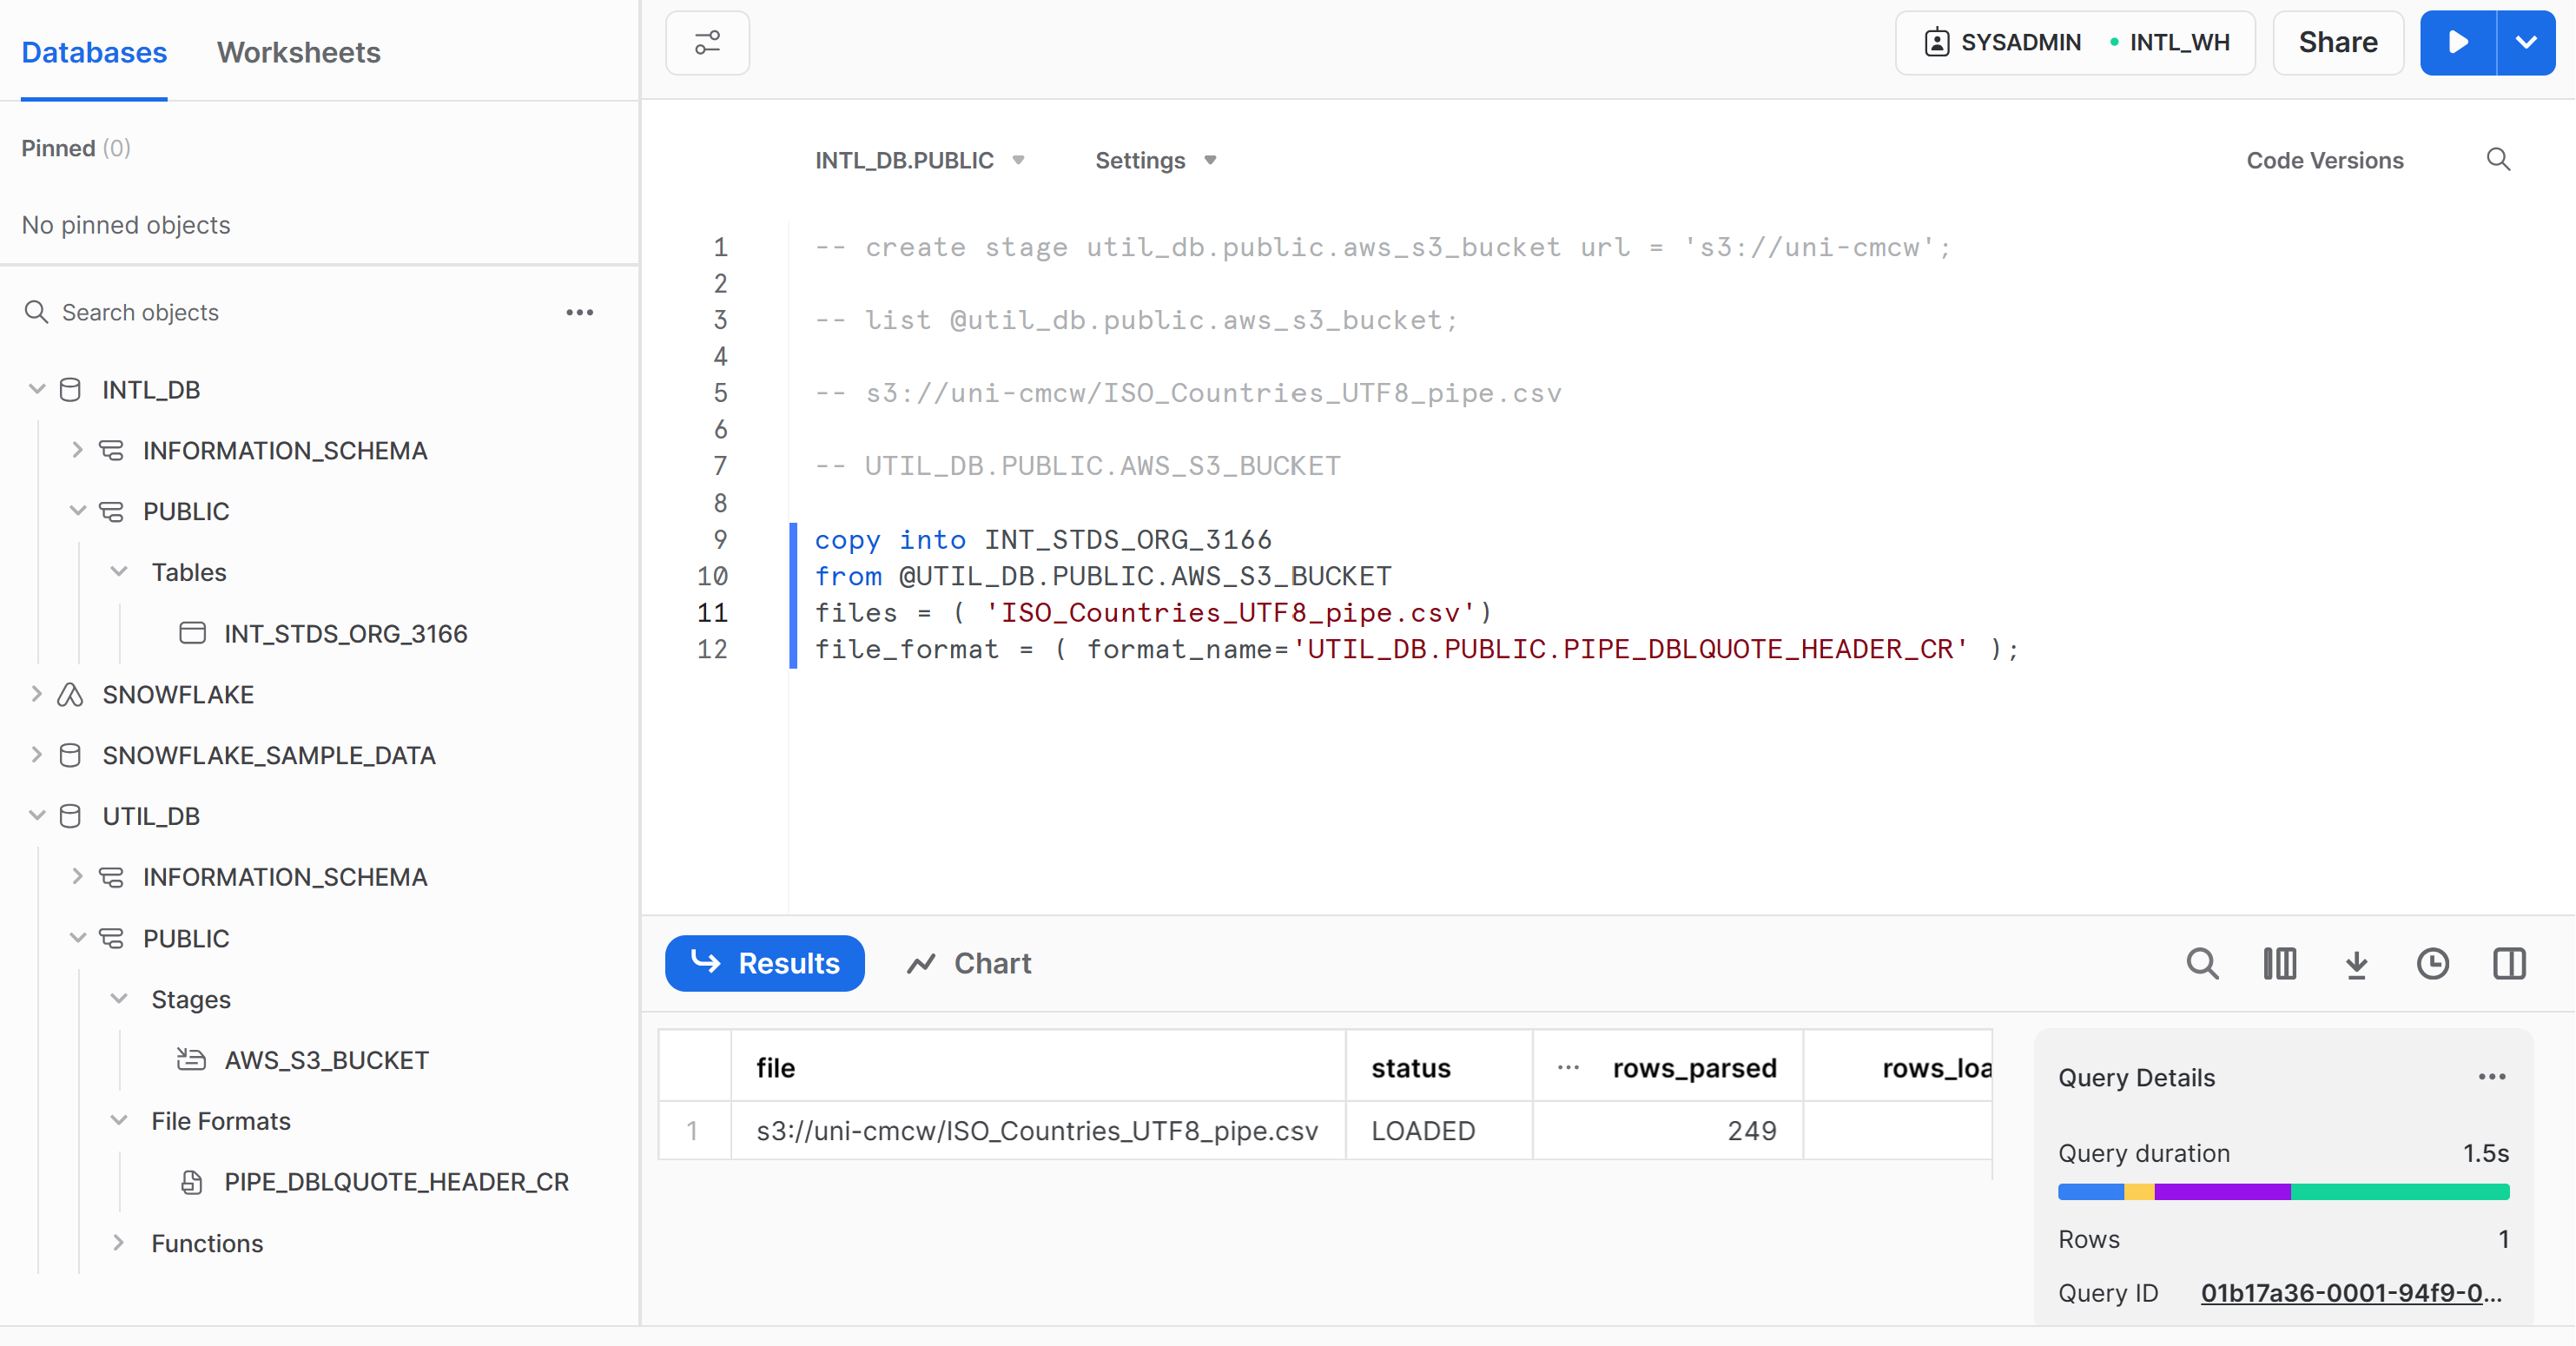 Databases
Worksheets
Pinned (0)
No pinned objects
Search objects
INTL_DB
INFORMATION_SCHEMA
PUBLIC
Tables
INT_STDS_ORG_3166
SNOWFLAKE
SNOWFLAKE_SAMPLE_DATA
UTIL_DB
INFORMATION_SCHEMA
PUBLIC
Stages
AWS_S3_BUCKET
File Formats
PIPE_DBLQUOTE_HEADER_CR
Functions
SYSADMIN
INTL_WH
Share
INTL_DB.PUBLIC
Settings
Code Versions
1 -- create stage util_db.public.aws_s3_bucket url = 's3://uni-cmcw';
2
3 -- list @util_db.public.aws_s3_bucket;
4
5 -- s3://uni-cmcw/ISO_Countries_UTF8_pipe.csv
6
7 -- UTIL_DB.PUBLIC.AWS_S3_BUCKET
8
9 copy into INT_STDS_ORG_3166
10 from @UTIL_DB.PUBLIC.AWS_S3_BUCKET
11 files = ( 'ISO_Countries_UTF8_pipe.csv')
12 file_format = ( format_name='UTIL_DB.PUBLIC.PIPE_DBLQUOTE_HEADER_CR' );
Results
Chart
file status ... rows_parsed rows_loa
1 s3://uni-cmcw/ISO_Countries_UTF8_pipe.csv LOADED 249
Query Details
Query duration 1.5s
Rows 1
Query ID 01b17a36-0001-94f9-0...